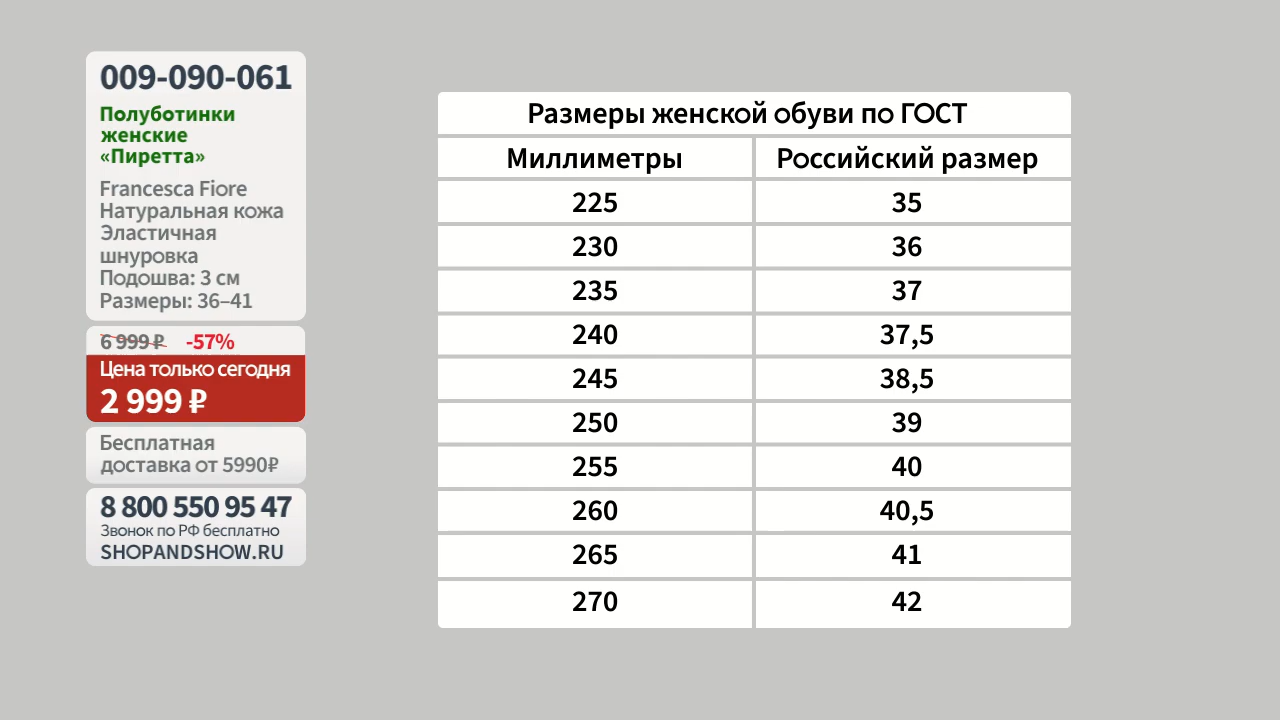 009-090-061
Полуботинки
женские
«Пиретта»
Francesca Fiore
Натуральная кожа
Эластичная
шнуровка
Подошва: 3 см
Размеры: 36–41
6 999 ₽ -57%
Цена только сегодня
2 999 ₽
Бесплатная
доставка от 5990₽
8 800 550 95 47
Звонок по РФ бесплатно
SHOPANDSHOW.RU
Размеры женской обуви по ГОСТ
Миллиметры Российский размер
225 35
230 36
235 37
240 37,5
245 38,5
250 39
255 40
260 40,5
265 41
270 42